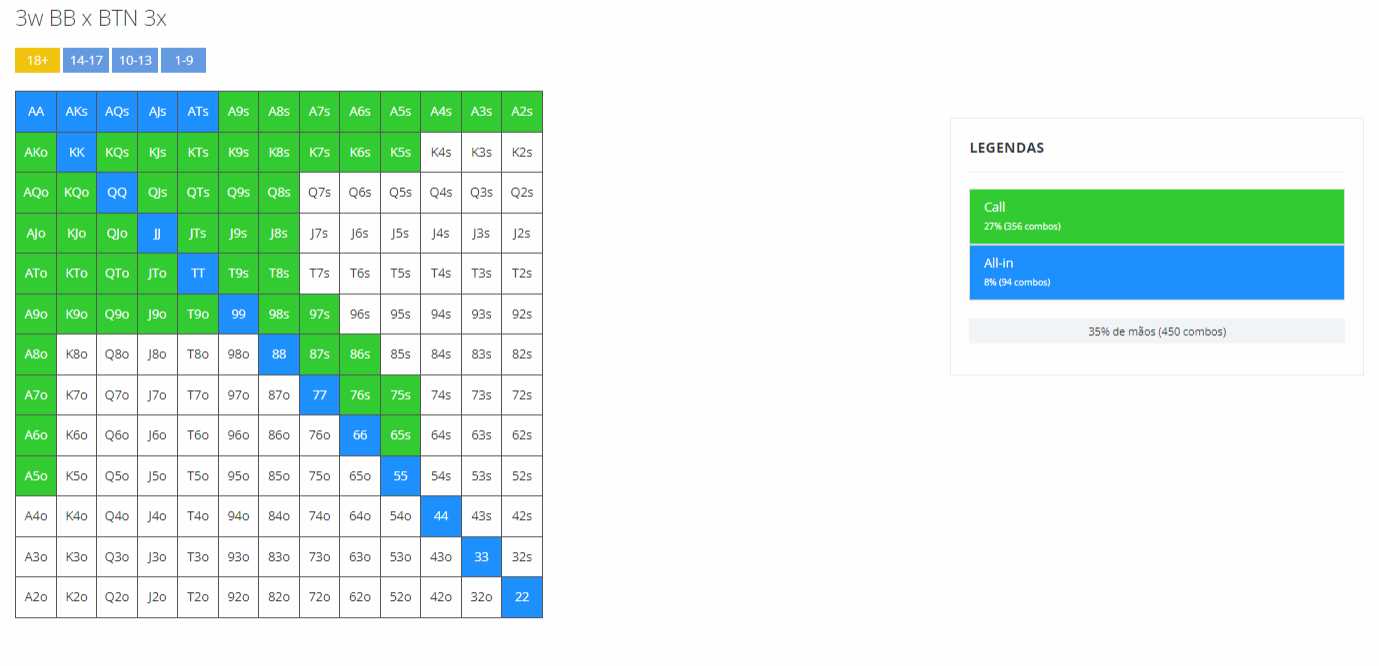 3w BB x BTN 3x
18+ 14-17 10-13 1-9
AA AKs AQs AJs ATs A9s A8s A7s A6s A5s A4s A3s A2s
AKo KK KQs KJs KTs K9s K8s K7s K6s K5s K4s K3s K2s
AQo KQo QQ QJs QTs Q9s Q8s Q7s Q6s Q5s Q4s Q3s Q2s
AJo KJo QJo JJ JTs J9s J8s J7s J6s J5s J4s J3s J2s
ATo KTo QTo JTo TT T9s T8s T7s T6s T5s T4s T3s T2s
A9o K9o Q9o J9o T9o 99 98s 97s 96s 95s 94s 93s 92s
A8o K8o Q8o J8o T8o 98o 88 87s 86s 85s 84s 83s 82s
A7o K7o Q7o J7o T7o 97o 87o 77 76s 75s 74s 73s 72s
A6o K6o Q6o J6o T6o 96o 86o 76o 66 65s 64s 63s 62s
A5o K5o Q5o J5o T5o 95o 85o 75o 65o 55 54s 53s 52s
A4o K4o Q4o J4o T4o 94o 84o 74o 64o 54o 44 43s 42s
A3o K3o Q3o J3o T3o 93o 83o 73o 63o 53o 43o 33 32s
A2o K2o Q2o J2o T2o 92o 82o 72o 62o 52o 42o 32o 22
LEGENDAS
Call
27% (356 combos)
All-in
8% (94 combos)
35% de mãos (450 combos)